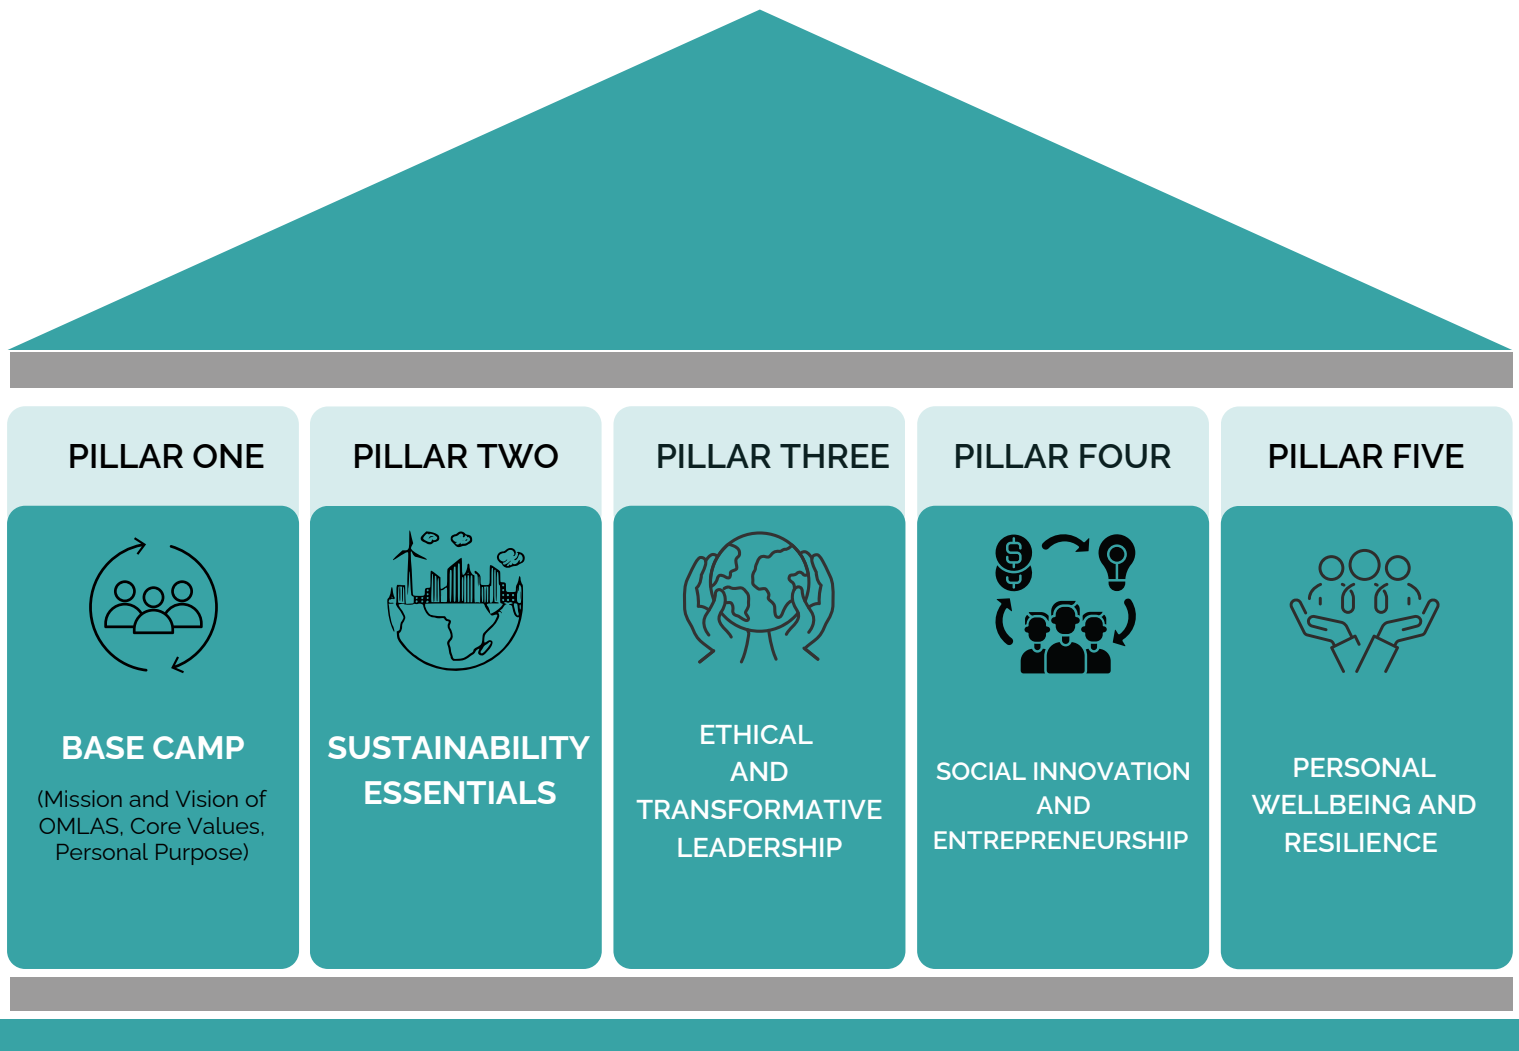 PILLAR ONE
BASE CAMP
(Mission and Vision of
OMLAS, Core Values,
Personal Purpose)
PILLAR TWO
SUSTAINABILITY
ESSENTIALS
PILLAR THREE
ETHICAL
AND
TRANSFORMATIVE
LEADERSHIP
PILLAR FOUR
$
SOCIAL INNOVATION
AND
ENTREPRENEURSHIP
PILLAR FIVE
PERSONAL
WELLBEING AND
RESILIENCE